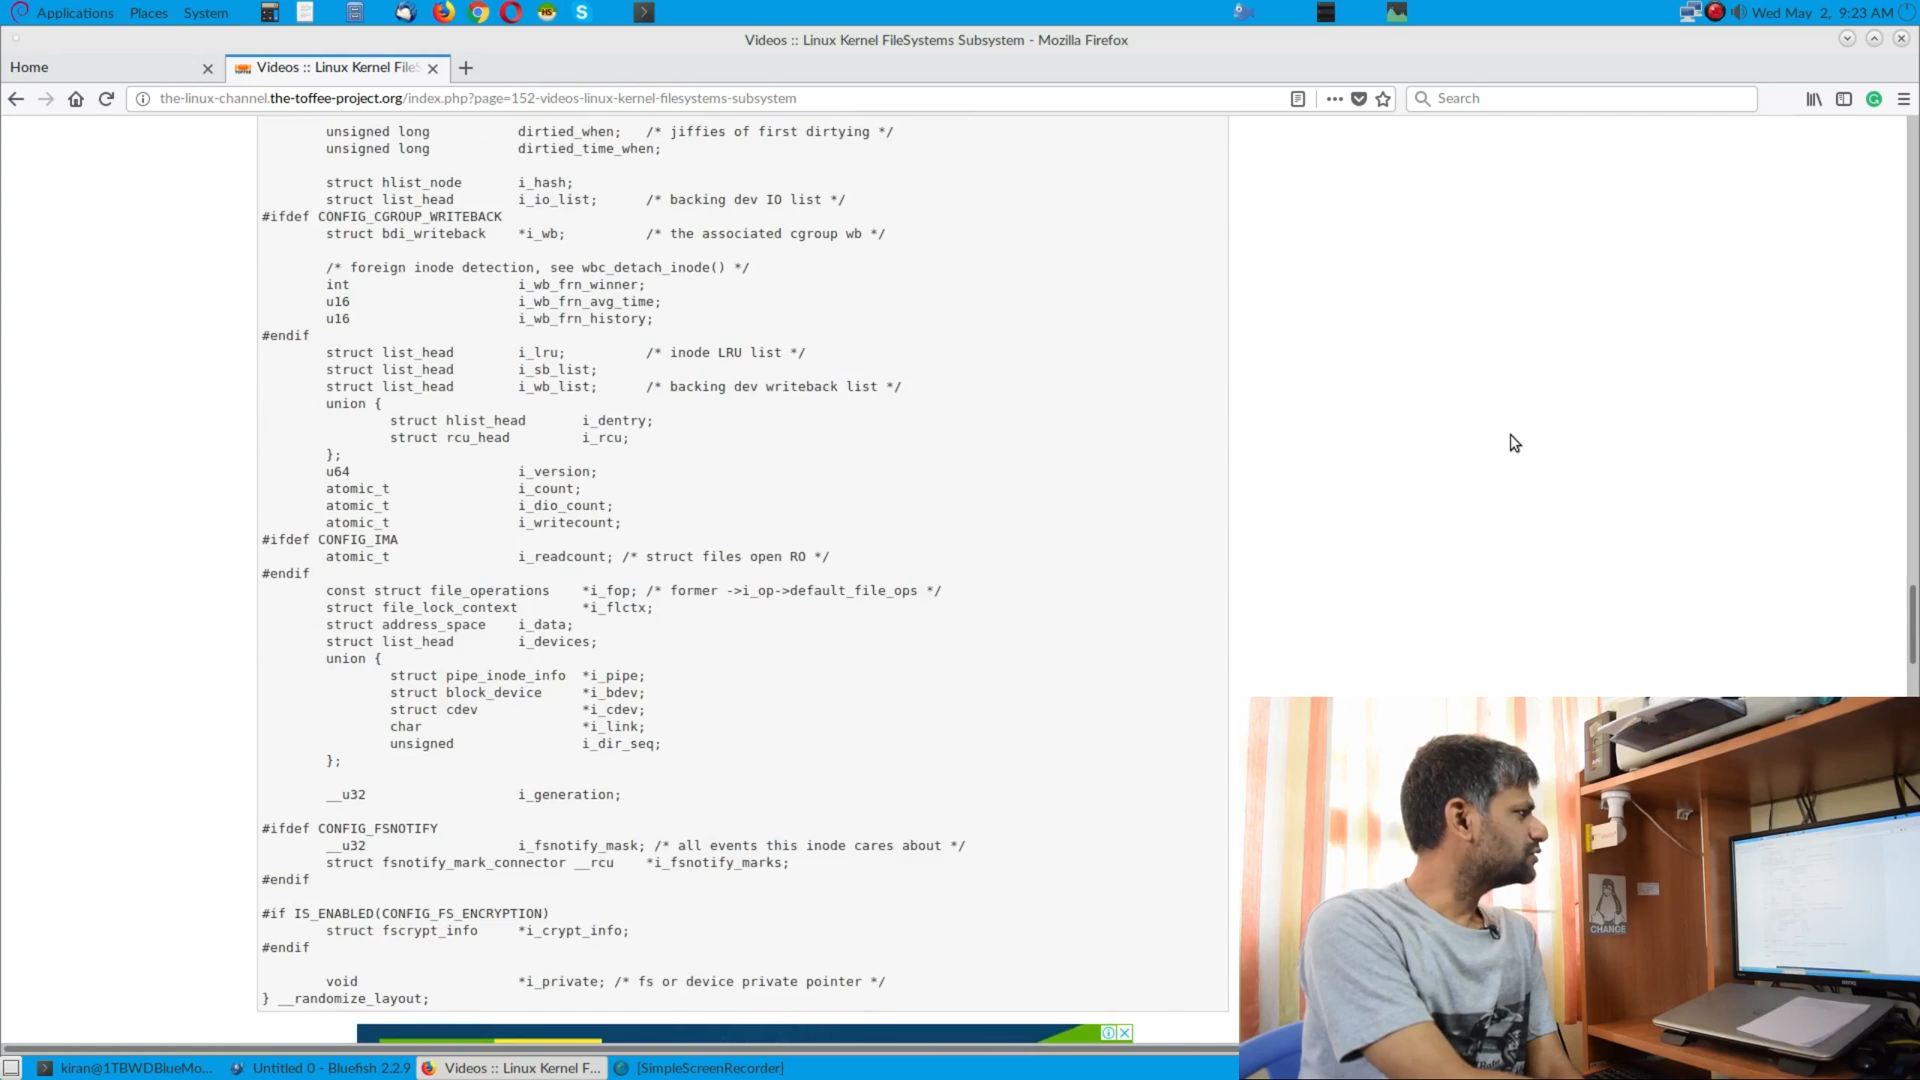 Applications Places System
Wed May 2, 9:23 AM
Videos :: Linux Kernel FileSystems Subsystem - Mozilla Firefox
Home
Videos :: Linux Kernel FileS
the-linux-channel.the-toffee-project.org/index.php?page=152-videos-linux-kernel-filesystems-subsystem
Search
unsigned long dirtied_when; /* jiffies of first dirtying */
unsigned long dirtied_time_when;
struct hlist_node i_hash;
struct list_head i_io_list; /* backing dev IO list */
#ifdef CONFIG_CGROUP_WRITEBACK
struct bdi_writeback *i_wb; /* the associated cgroup wb */
/* foreign inode detection, see wbc_detach_inode() */
int i_wb_frn_winner;
u16 i_wb_frn_avg_time;
u16 i_wb_frn_history;
#endif
struct list_head i_lru; /* inode LRU list */
struct list_head i_sb_list;
struct list_head i_wb_list; /* backing dev writeback list */
union {
struct hlist_head i_dentry;
struct rcu_head i_rcu;
};
u64 i_version;
atomic_t i_count;
atomic_t i_dio_count;
atomic_t i_writecount;
#ifdef CONFIG_IMA
atomic_t i_readcount; /* struct files open RO */
#endif
const struct file_operations *i_fop; /* former ->i_op->default_file_ops */
struct file_lock_context *i_flctx;
struct address_space i_data;
struct list_head i_devices;
union {
struct pipe_inode_info *i_pipe;
struct block_device *i_bdev;
struct cdev *i_cdev;
char *i_link;
unsigned i_dir_seq;
};
__u32 i_generation;
#ifdef CONFIG_FSNOTIFY
__u32 i_fsnotify_mask; /* all events this inode cares about */
struct fsnotify_mark_connector __rcu *i_fsnotify_marks;
#endif
#if IS_ENABLED(CONFIG_FS_ENCRYPTION)
struct fscrypt_info *i_crypt_info;
#endif
void *i_private; /* fs or device private pointer */
} __randomize_layout;
CHANGE
kiran@1TBWDBlueMo...
Untitled 0 - Bluefish 2.2.9
Videos :: Linux Kernel F...
[SimpleScreenRecorder]